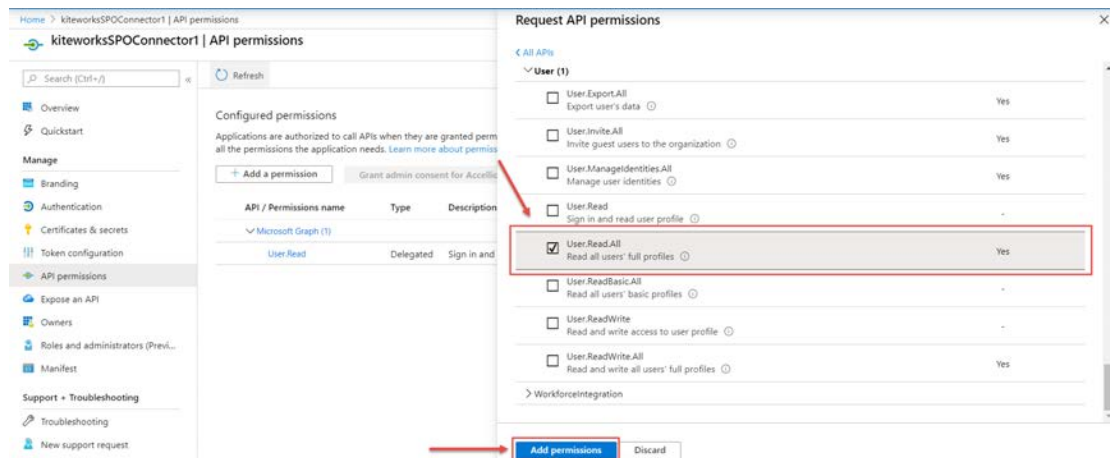 Home > kiteworksSPOConnector1 | API permissions
kiteworksSPOConnector1 | API permissions
Search (Ctrl+/)
«
Overview
Quickstart
Manage
Branding
Authentication
Certificates & secrets
Token configuration
API permissions
Expose an API
Owners
Roles and administrators (Previ...
Manifest
Support + Troubleshooting
Troubleshooting
New support request
Refresh
Configured permissions
Applications are authorized to call APIs when they are granted perm
all the permissions the application needs. Learn more about permiss
+ Add a permission
Grant admin consent for Accellio
API / Permissions name Type Description
Microsoft Graph (1)
User.Read Delegated Sign in and
Request API permissions
All APIs
User (1)
User.Export.All
Export user's data
Yes
User.Invite.All
Invite guest users to the organization
Yes
User.ManageIdentities.All
Manage user identities
Yes
User.Read
Sign in and read user profile
-
User.Read.All
Read all users' full profiles
Yes
User.ReadBasic.All
Read all users' basic profiles
-
User.ReadWrite
Read and write access to user profile
-
User.ReadWrite.All
Read and write all users' full profiles
Yes
WorkforceIntegration
Add permissions
Discard